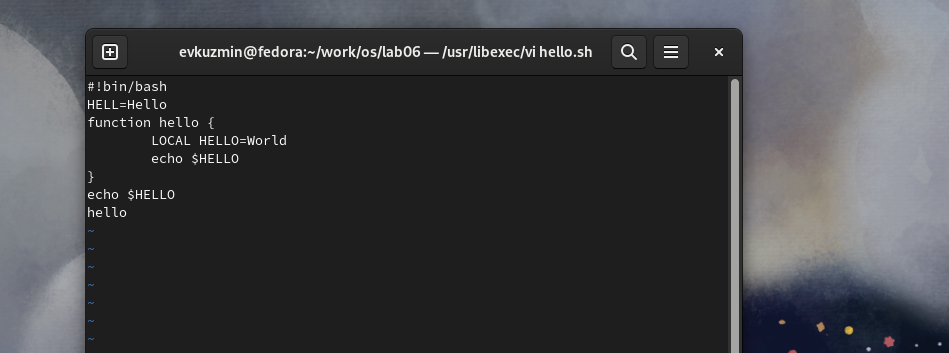 evkuzmin@fedora:~/work/os/lab06 — /usr/libexec/vi hello.sh
#!bin/bash
HELL=Hello
function hello {
        LOCAL HELLO=World
        echo $HELLO
}
echo $HELLO
hello
~
~
~
~
~
~
~